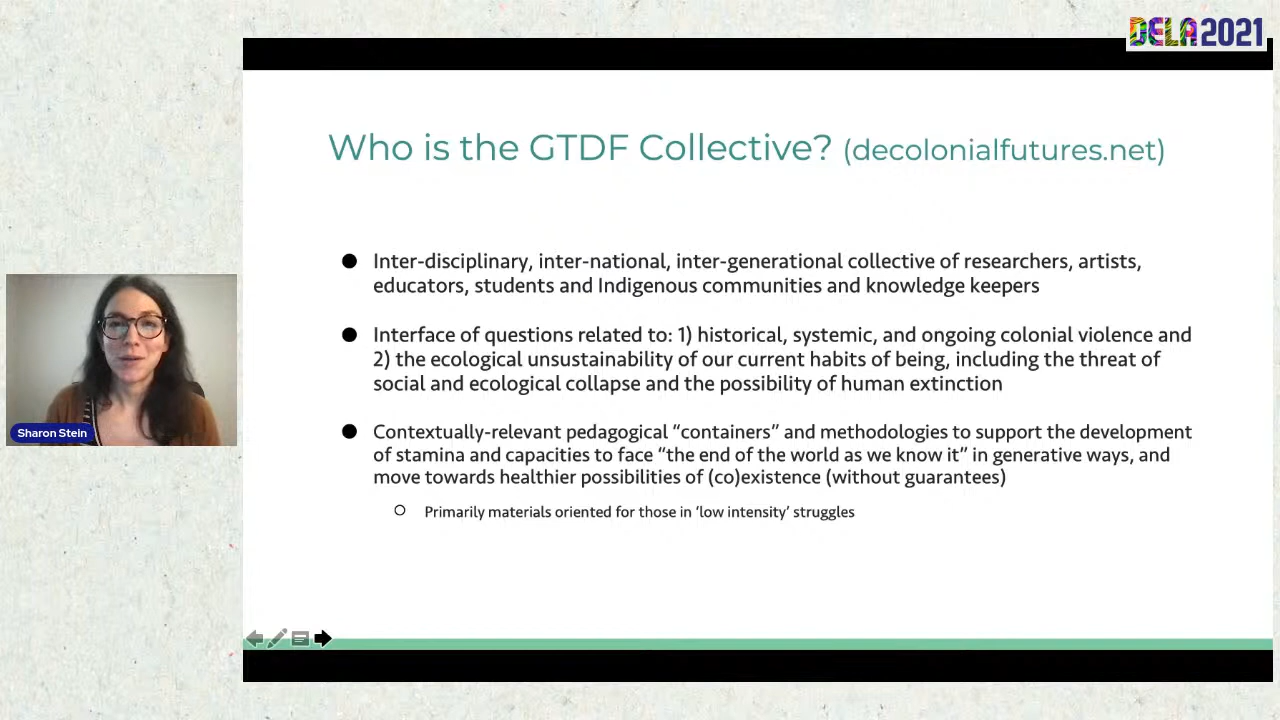 DELA 2021
Who is the GTDF Collective? (decolonialfutures.net)
● Inter-disciplinary, inter-national, inter-generational collective of researchers, artists,
educators, students and Indigenous communities and knowledge keepers
● Interface of questions related to: 1) historical, systemic, and ongoing colonial violence and
2) the ecological unsustainability of our current habits of being, including the threat of
social and ecological collapse and the possibility of human extinction
● Contextually-relevant pedagogical “containers” and methodologies to support the development
of stamina and capacities to face “the end of the world as we know it” in generative ways, and
move towards healthier possibilities of (co)existence (without guarantees)
○ Primarily materials oriented for those in ‘low intensity’ struggles
Sharon Stein